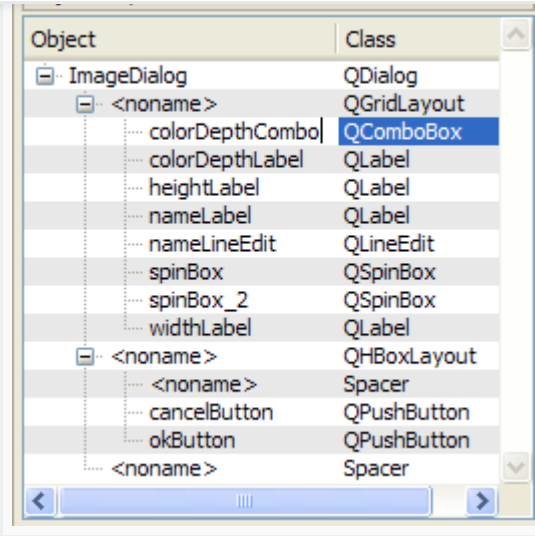 Object Class
ImageDialog QDialog
<noname> QGridLayout
colorDepthCombo QComboBox
colorDepthLabel QLabel
heightLabel QLabel
nameLabel QLabel
nameLineEdit QLineEdit
spinBox QSpinBox
spinBox_2 QSpinBox
widthLabel QLabel
<noname> QHBoxLayout
<noname> Spacer
cancelButton QPushButton
okButton QPushButton
<noname> Spacer